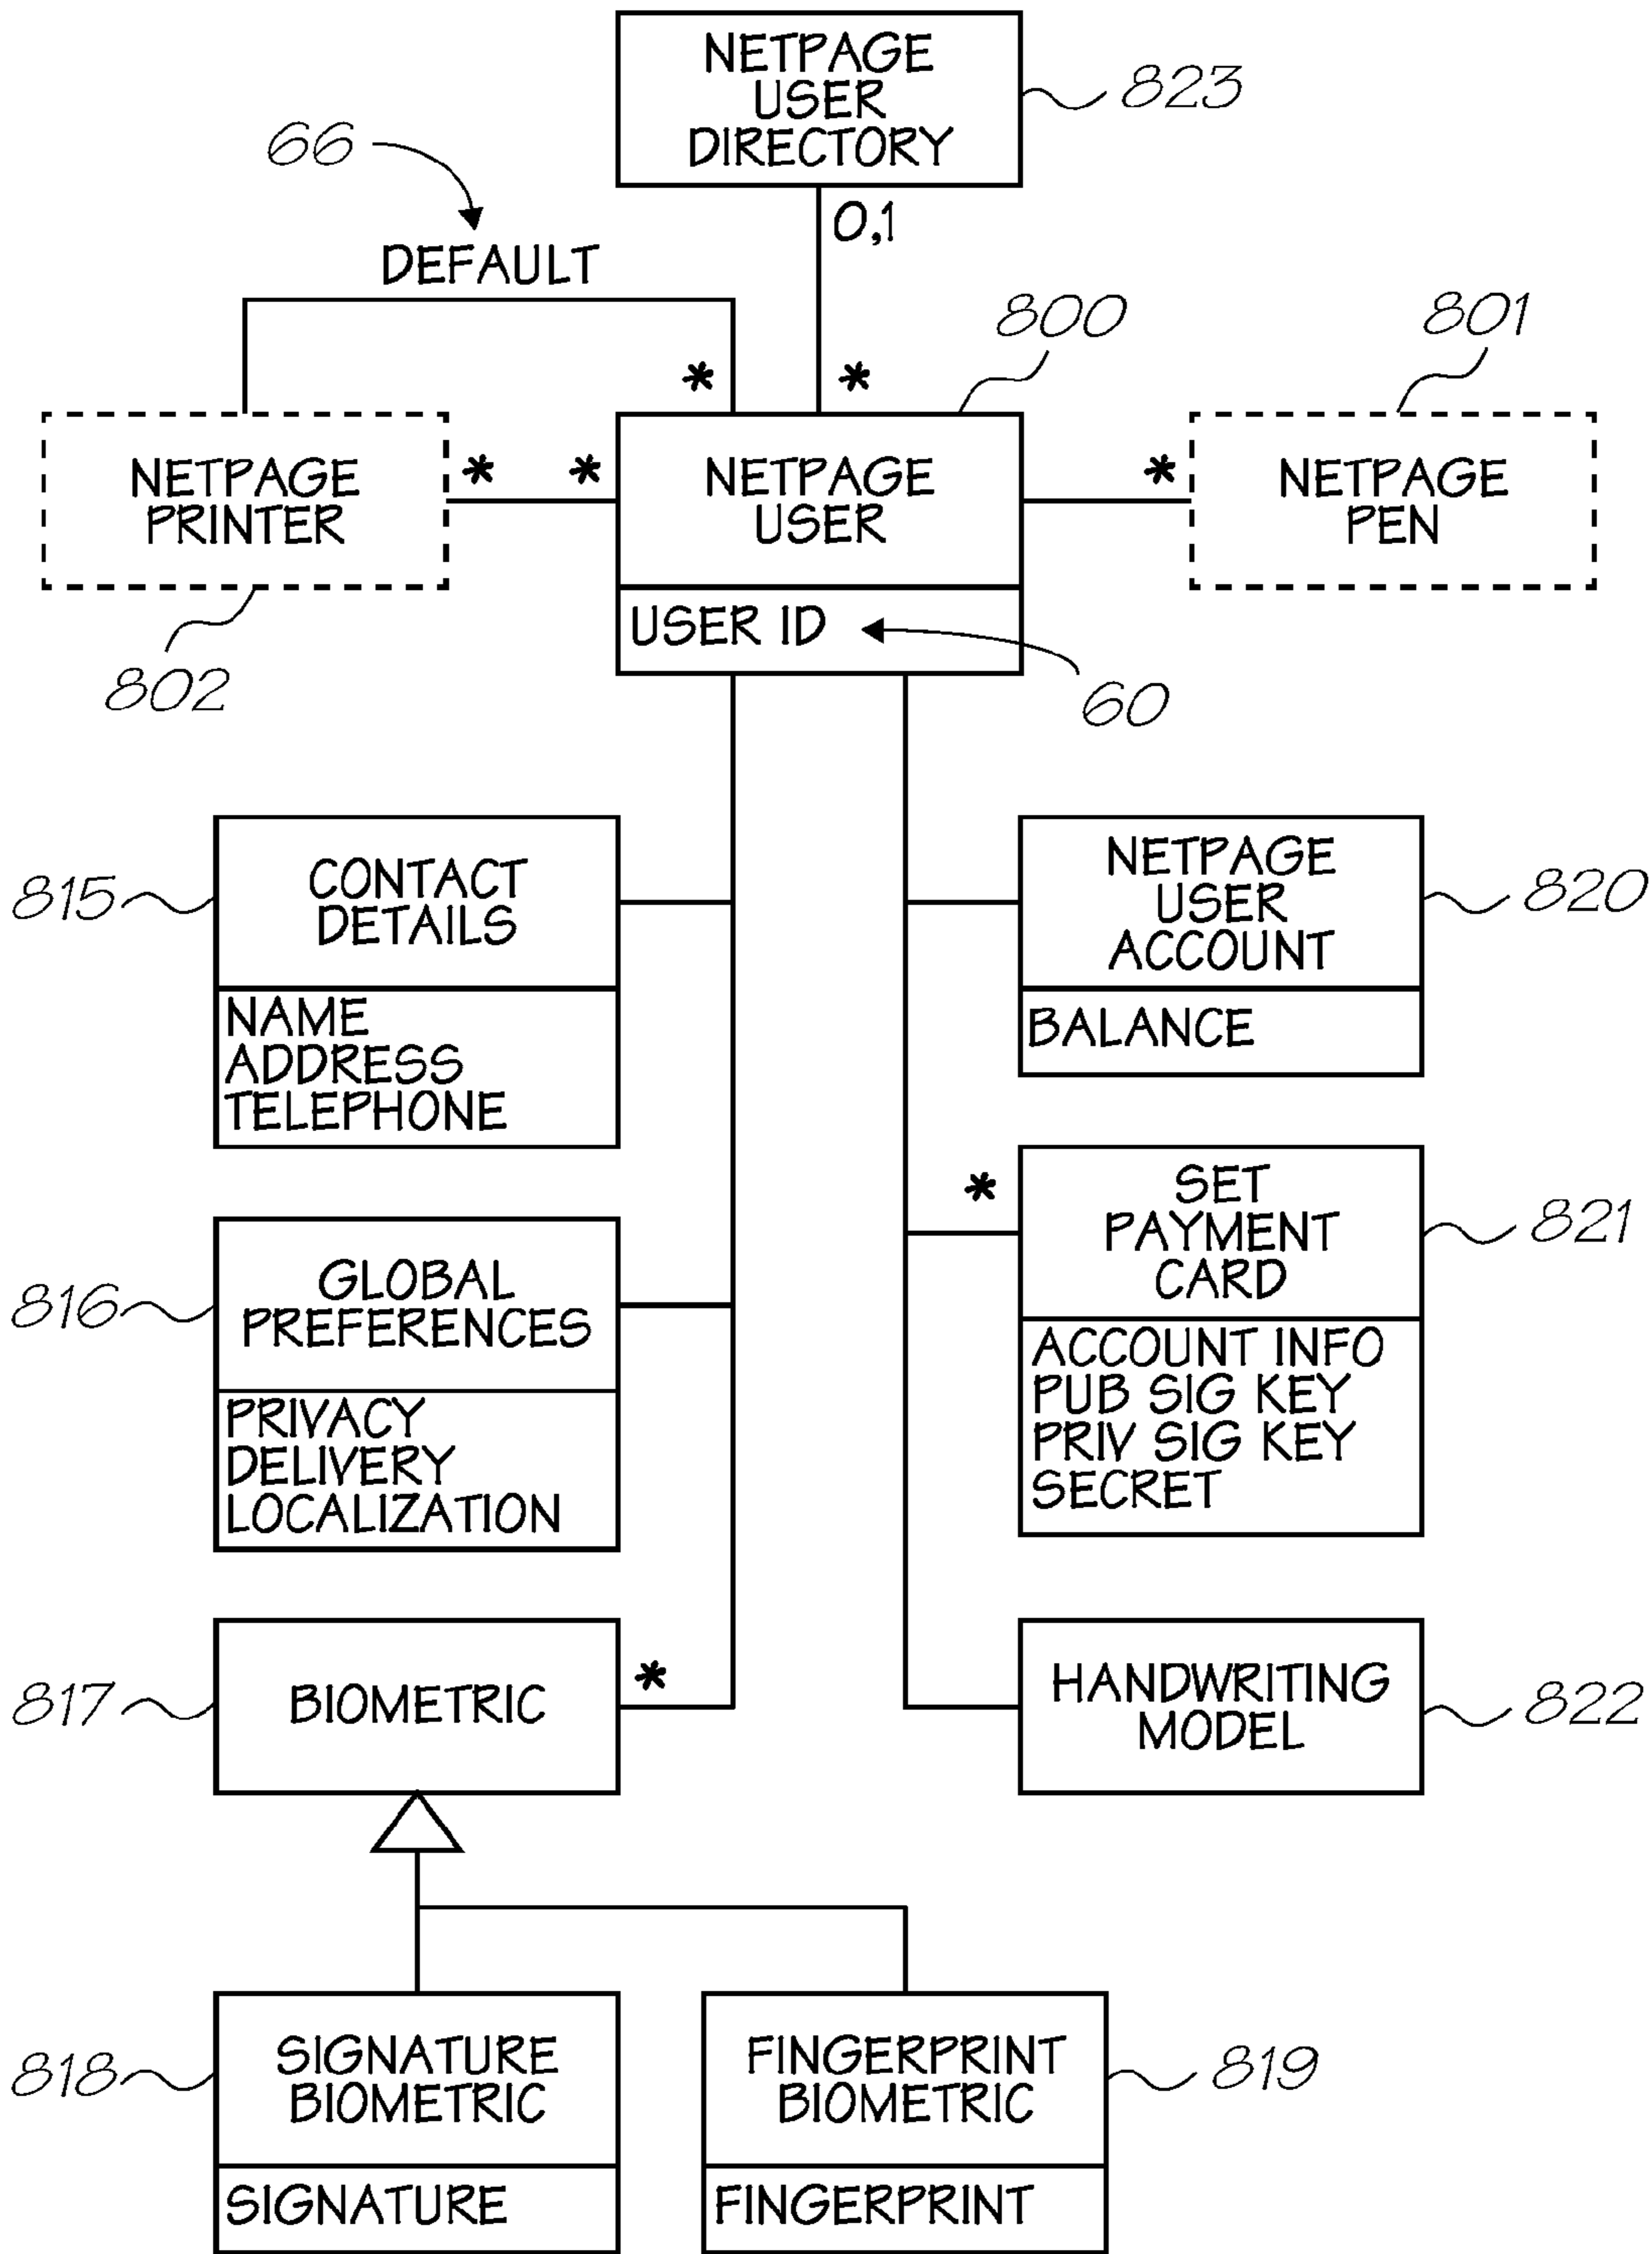 NETPAGE
USER
DIRECTORY
823
66
DEFAULT
0,1
800
801
*
*
NETPAGE
PRINTER
*
*
NETPAGE
USER
*
NETPAGE
PEN
USER ID
802
60
815
CONTACT
DETAILS
NAME
ADDRESS
TELEPHONE
NETPAGE
USER
ACCOUNT
820
BALANCE
816
GLOBAL
PREFERENCES
PRIVACY
DELIVERY
LOCALIZATION
*
SET
PAYMENT
CARD
821
ACCOUNT INFO
PUB SIG KEY
PRIV SIG KEY
SECRET
817
BIOMETRIC
*
HANDWRITING
MODEL
822
818
SIGNATURE
BIOMETRIC
SIGNATURE
FINGERPRINT
BIOMETRIC
819
FINGERPRINT